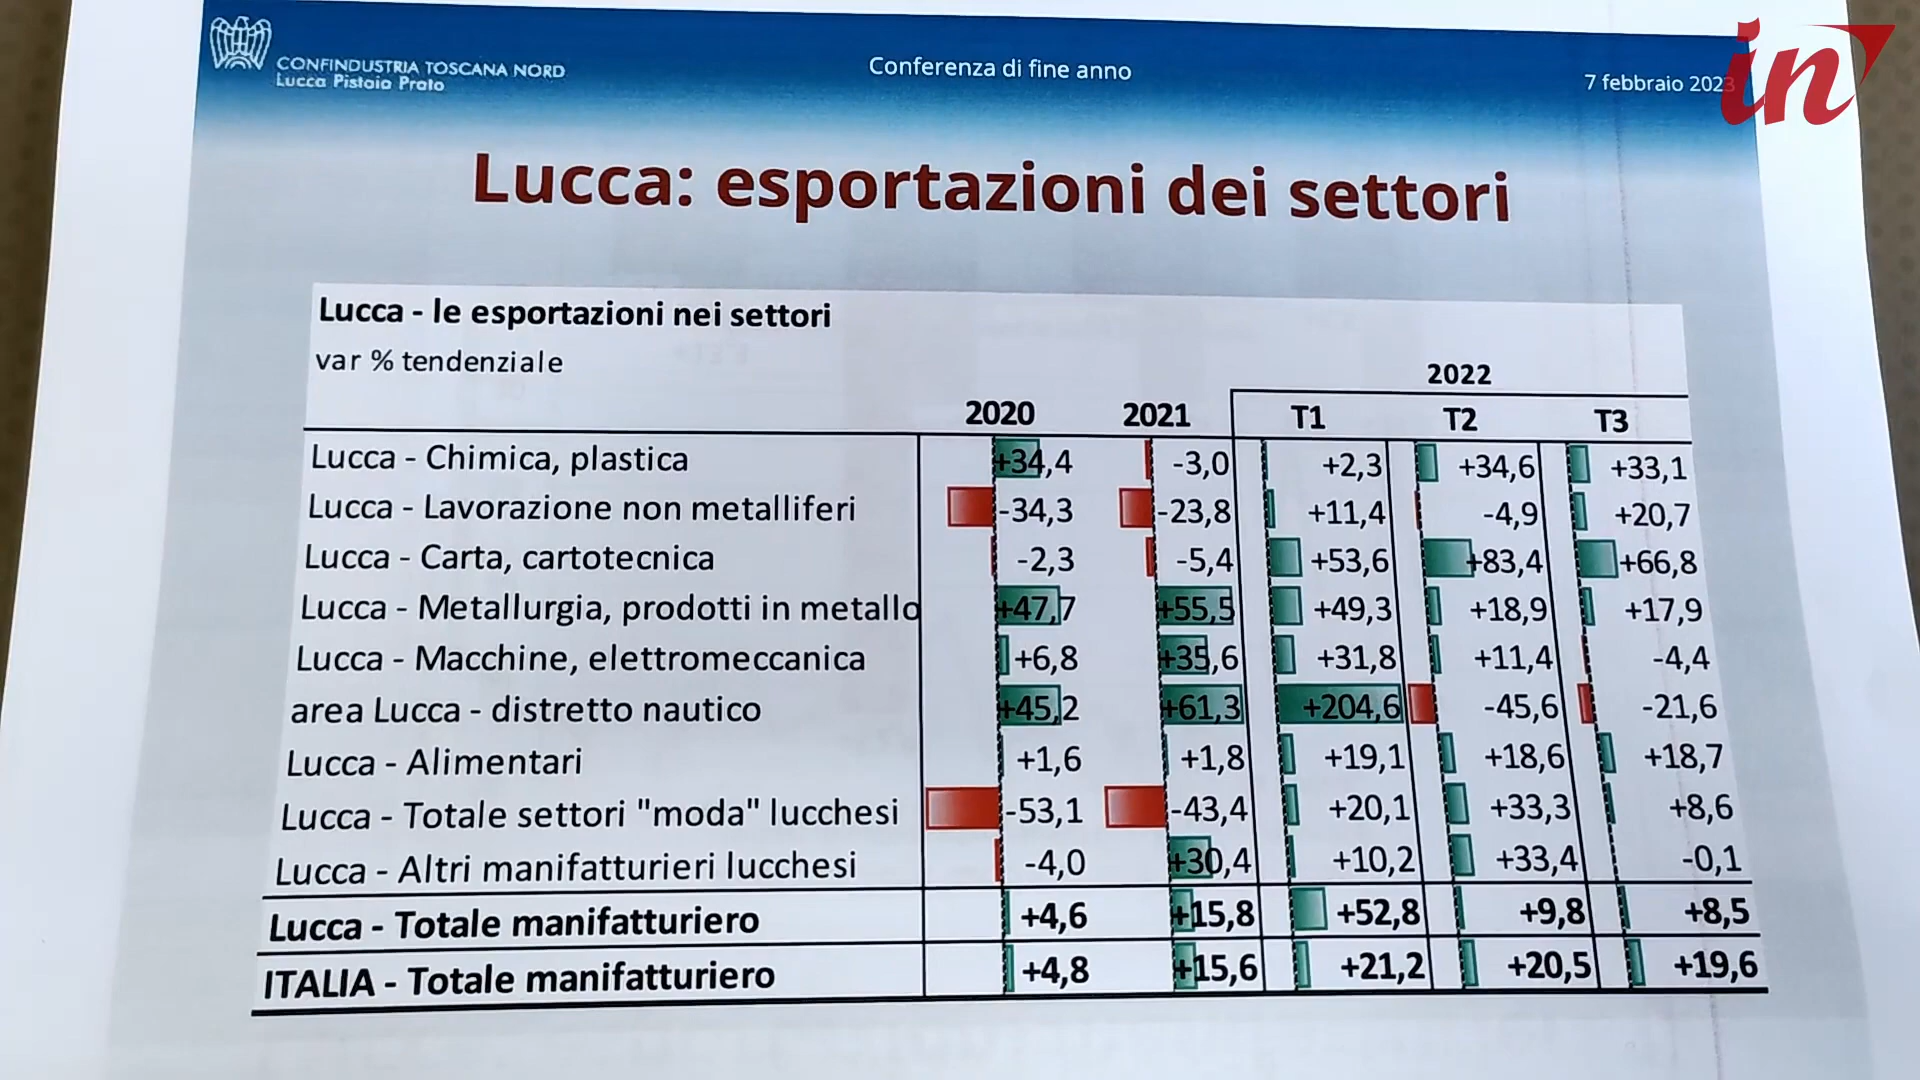 CONFINDUSTRIA TOSCANA NORD
Lucca Pistoia Prato
Conferenza di fine anno
7 febbraio 2023
in
Lucca: esportazioni dei settori
Lucca - le esportazioni nei settori
var % tendenziale
2022
2020 2021 T1 T2 T3
Lucca - Chimica, plastica +34,4 -3,0 +2,3 +34,6 +33,1
Lucca - Lavorazione non metalliferi -34,3 -23,8 +11,4 -4,9 +20,7
Lucca - Carta, cartotecnica -2,3 -5,4 +53,6 +83,4 +66,8
Lucca - Metallurgia, prodotti in metallo +47,7 +55,5 +49,3 +18,9 +17,9
Lucca - Macchine, elettromeccanica +6,8 +35,6 +31,8 +11,4 -4,4
area Lucca - distretto nautico +45,2 +61,3 +204,6 -45,6 -21,6
Lucca - Alimentari +1,6 +1,8 +19,1 +18,6 +18,7
Lucca - Totale settori "moda" lucchesi -53,1 -43,4 +20,1 +33,3 +8,6
Lucca - Altri manifatturieri lucchesi -4,0 +30,4 +10,2 +33,4 -0,1
Lucca - Totale manifatturiero +4,6 +15,8 +52,8 +9,8 +8,5
ITALIA - Totale manifatturiero +4,8 +15,6 +21,2 +20,5 +19,6